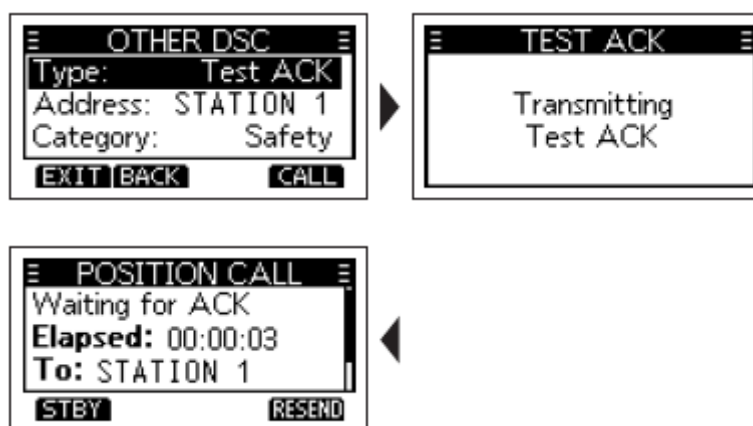 OTHER DSC
Type: Test ACK
Address: STATION 1
Category: Safety
EXIT BACK CALL
TEST ACK
Transmitting
Test ACK
POSITION CALL
Waiting for ACK
Elapsed: 00:00:03
To: STATION 1
STBY RESEND